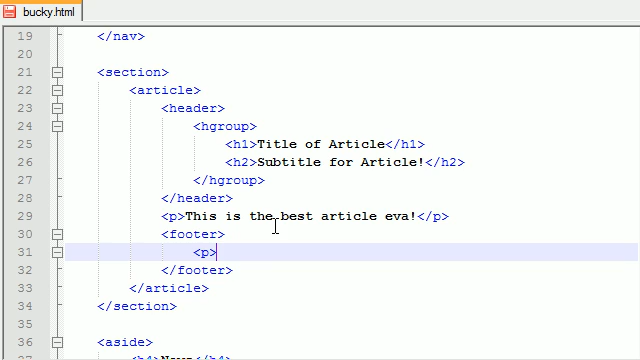 bucky.html
19 </nav>
20
21 <section>
22 <article>
23 <header>
24 <hgroup>
25 <h1>Title of Article</h1>
26 <h2>Subtitle for Article!</h2>
27 </hgroup>
28 </header>
29 <p>This is the best article eva!</p>
30 <footer>
31 <p>
32 </footer>
33 </article>
34 </section>
35
36 <aside>